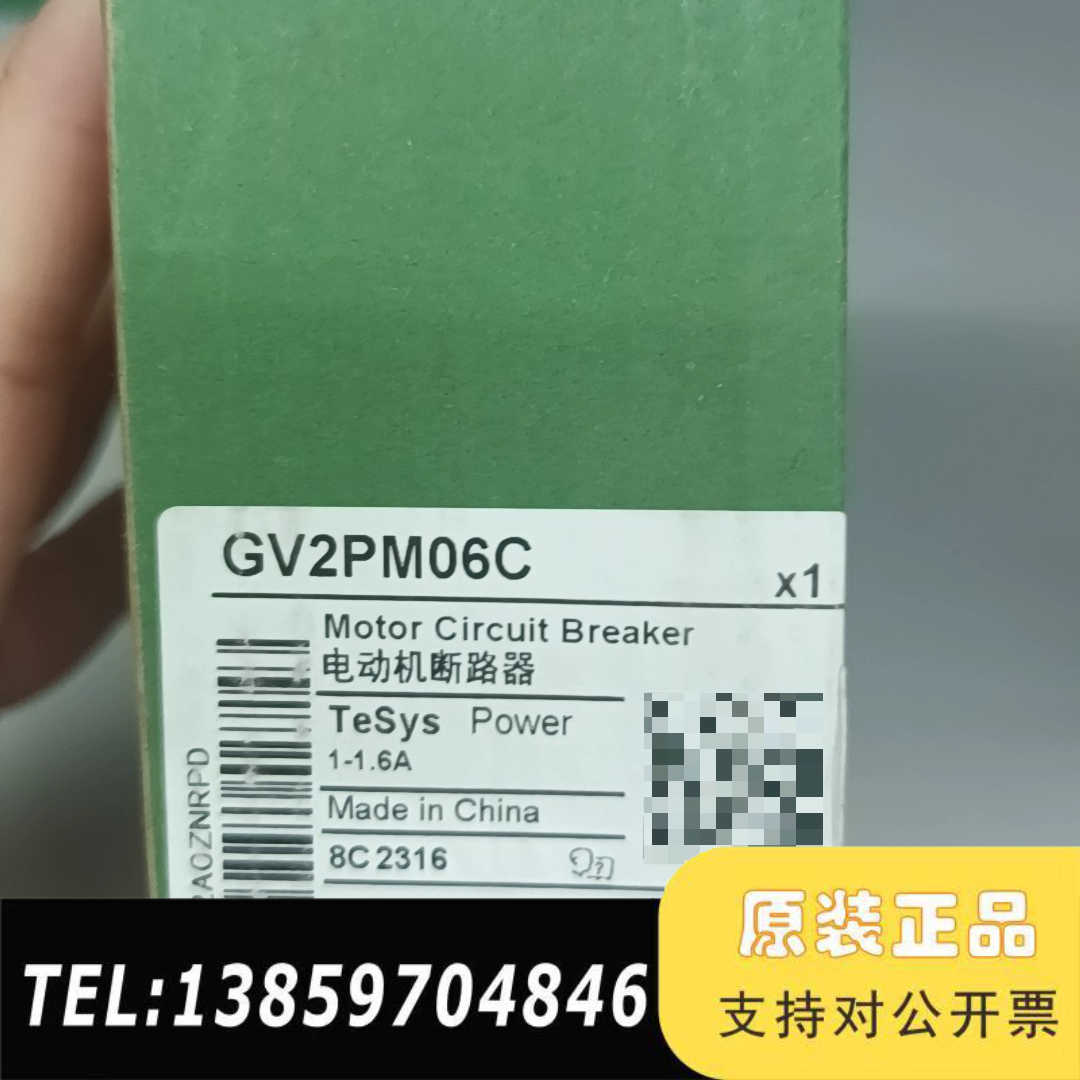 GV2PM06C
x1
Motor Circuit Breaker
电动机断路器
TeSys Power
1-1.6A
Made in China
8C 2316
A0ZNRPD
原装正品
支持对公开票
TEL:13859704846